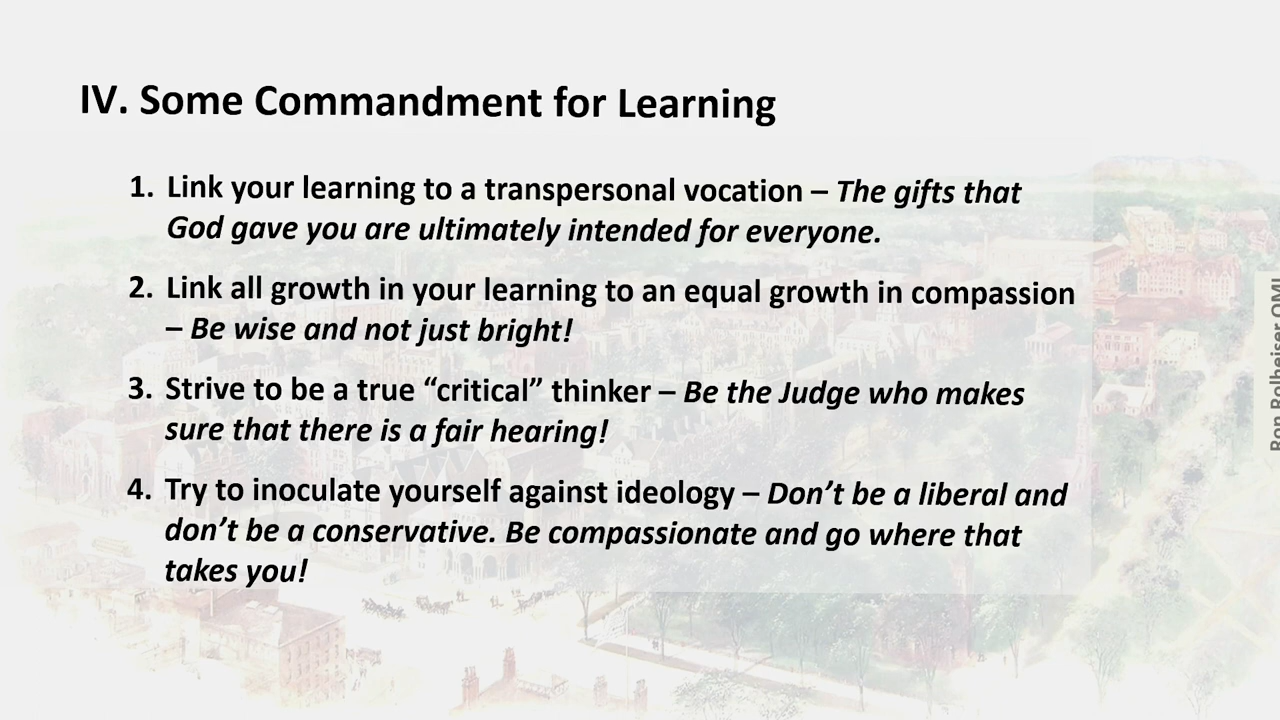 IV. Some Commandment for Learning
1. Link your learning to a transpersonal vocation – The gifts that
God gave you are ultimately intended for everyone.
2. Link all growth in your learning to an equal growth in compassion
– Be wise and not just bright!
3. Strive to be a true “critical” thinker – Be the Judge who makes
sure that there is a fair hearing!
4. Try to inoculate yourself against ideology – Don’t be a liberal and
don’t be a conservative. Be compassionate and go where that
takes you!
Ron Rolheiser OMI